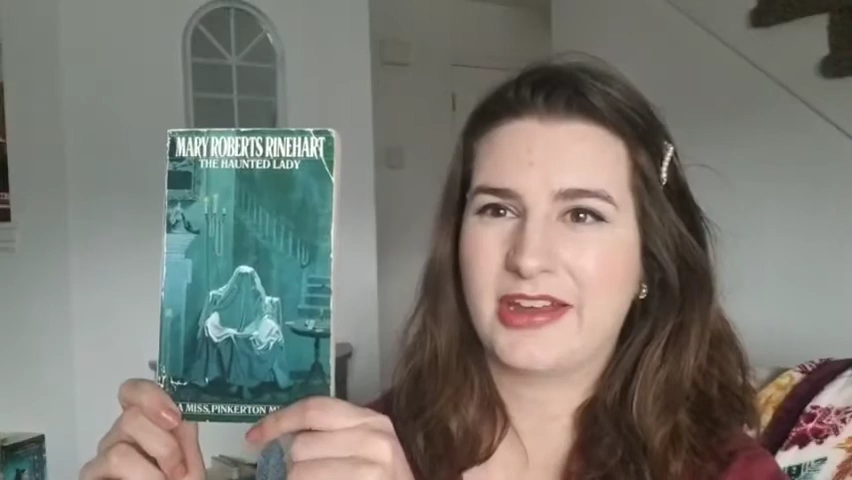 MARY ROBERTS RINEHART
THE HAUNTED LADY
A MISS PINKERTON